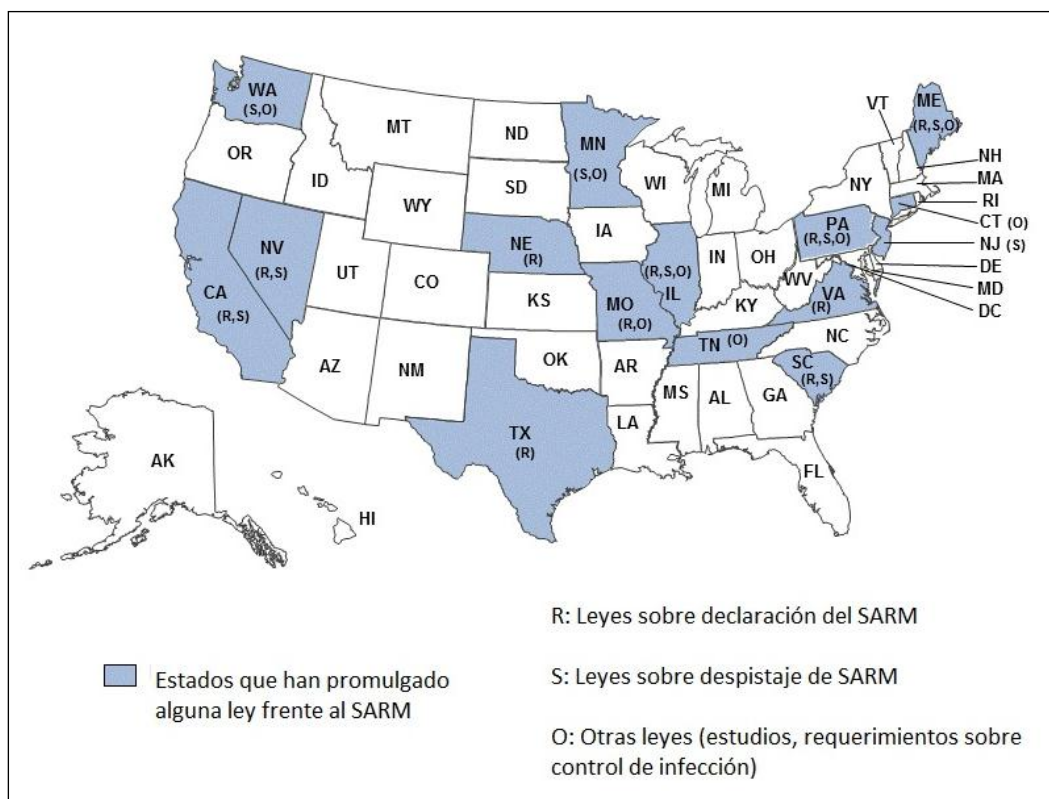 WA
(S,O)
OR
CA
(R,S)
NV
(R,S)
ID
MT
WY
UT
CO
AZ
NM
ND
SD
NE
(R)
KS
OK
TX
(R)
MN
(S,O)
IA
MO
(R,O)
AR
LA
WI
IL
(R,S,O)
MI
IN
OH
KY
TN (O)
MS
AL
GA
FL
SC
(R,S)
NC
VA
(R)
WV
PA
(R,S,O)
NY
VT
ME
(R,S,O)
NH
MA
RI
CT (O)
NJ (S)
DE
MD
DC
AK
HI
Estados que han promulgado
alguna ley frente al SARM
R: Leyes sobre declaración del SARM
S: Leyes sobre despistaje de SARM
O: Otras leyes (estudios, requerimientos sobre
control de infección)